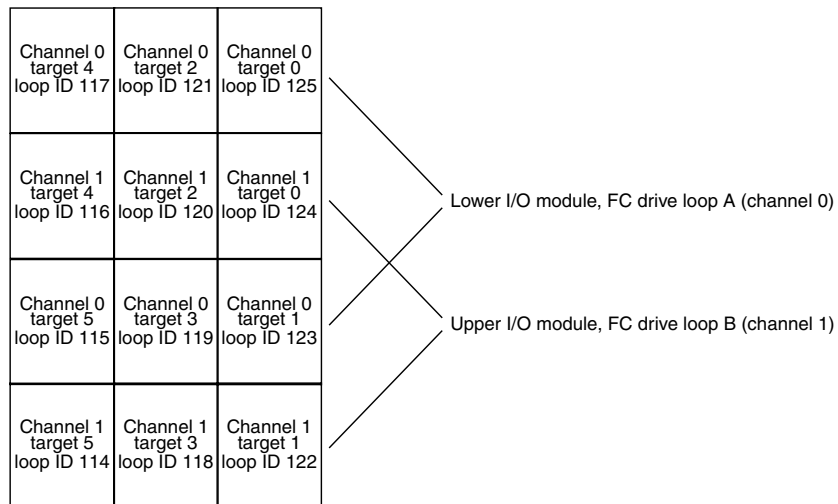 Channel 0
target 4
loop ID 117
Channel 0
target 2
loop ID 121
Channel 0
target 0
loop ID 125
Channel 1
target 4
loop ID 116
Channel 1
target 2
loop ID 120
Channel 1
target 0
loop ID 124
Lower I/O module, FC drive loop A (channel 0)
Channel 0
target 5
loop ID 115
Channel 0
target 3
loop ID 119
Channel 0
target 1
loop ID 123
Upper I/O module, FC drive loop B (channel 1)
Channel 1
target 5
loop ID 114
Channel 1
target 3
loop ID 118
Channel 1
target 1
loop ID 122